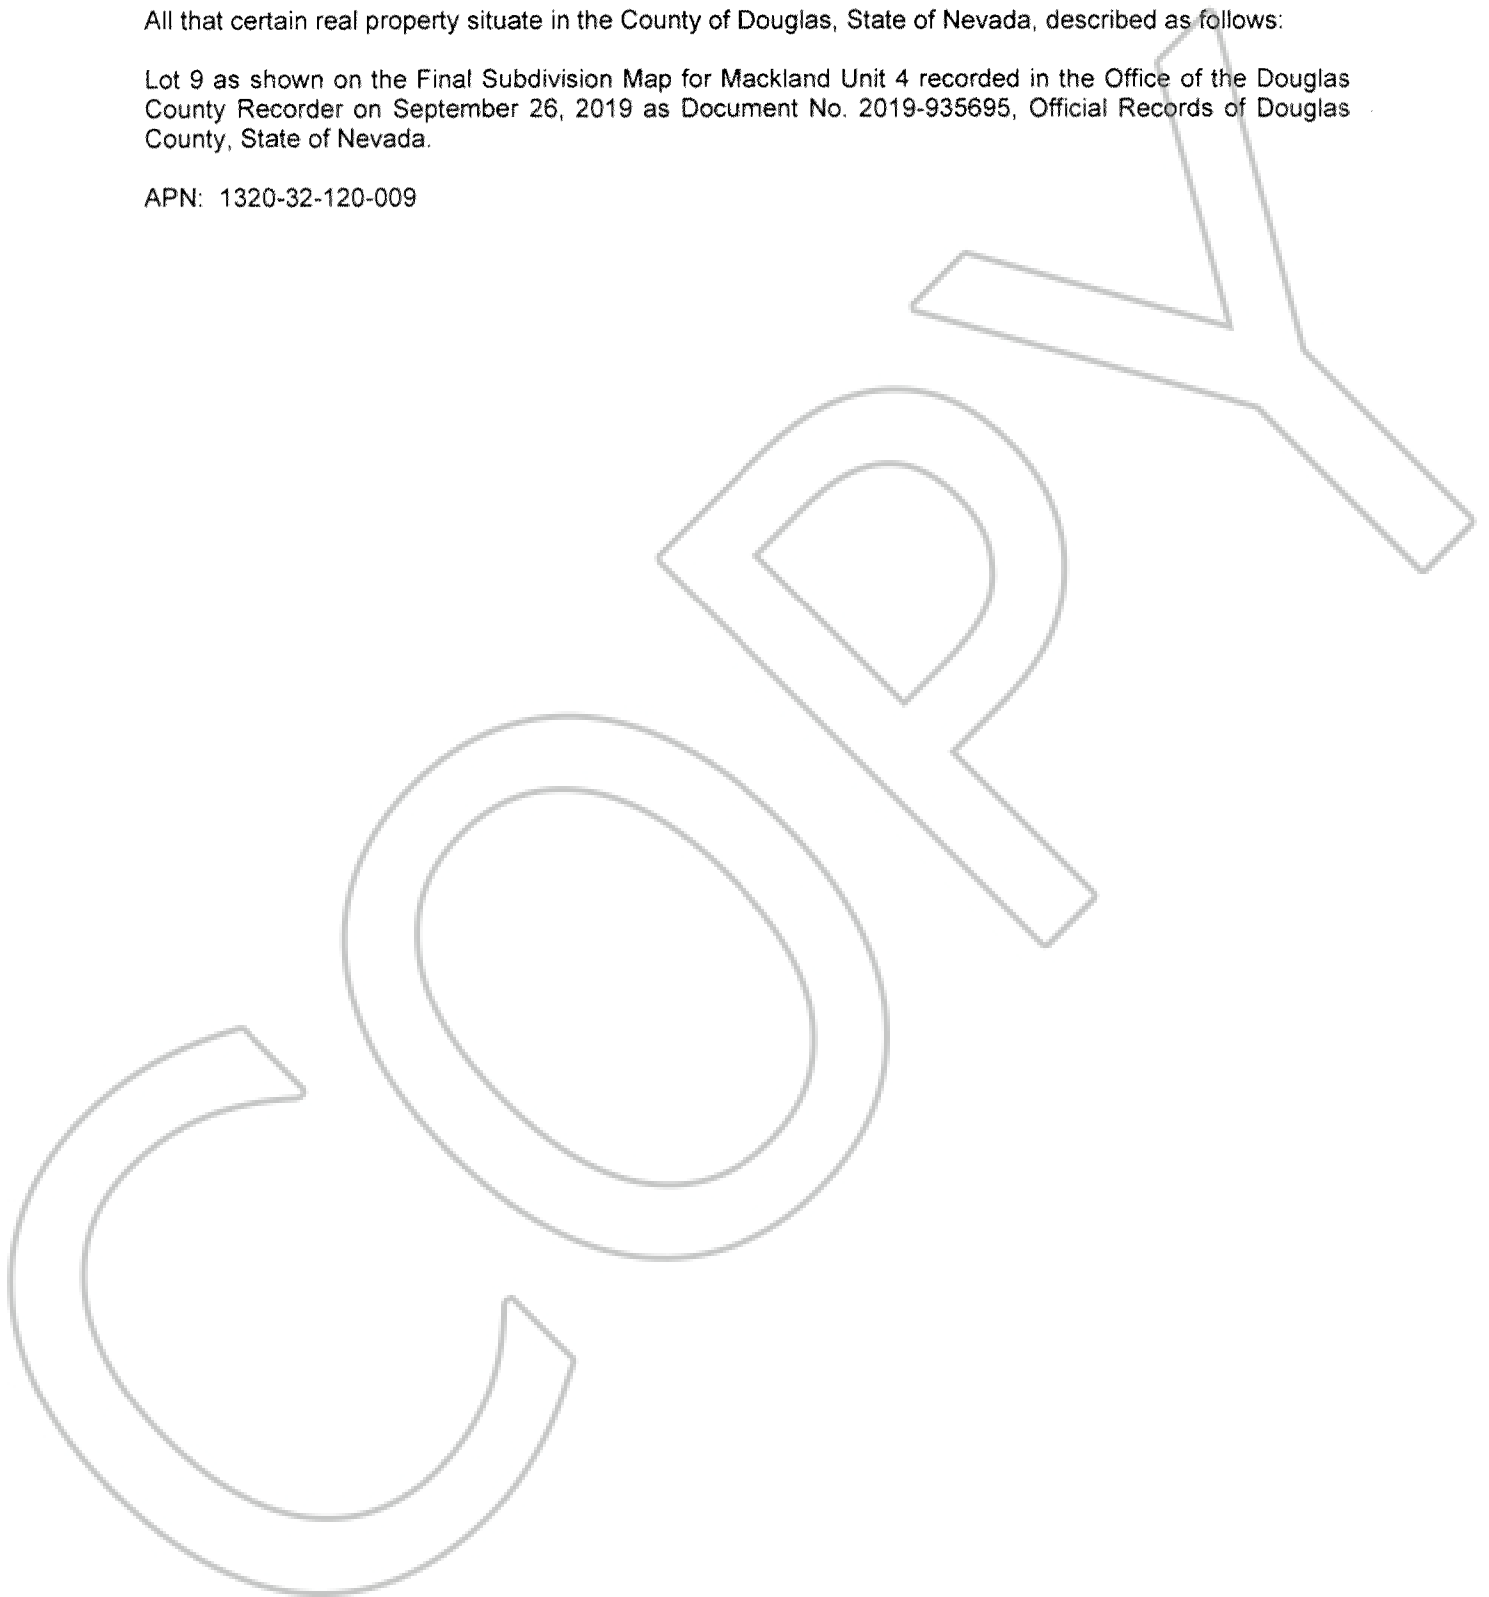 All that certain real property situate in the County of Douglas, State of Nevada, described as follows:
Lot 9 as shown on the Final Subdivision Map for Mackland Unit 4 recorded in the Office of the Douglas
County Recorder on September 26, 2019 as Document No. 2019-935695, Official Records of Douglas
County, State of Nevada.
APN: 1320-32-120-009
COPY